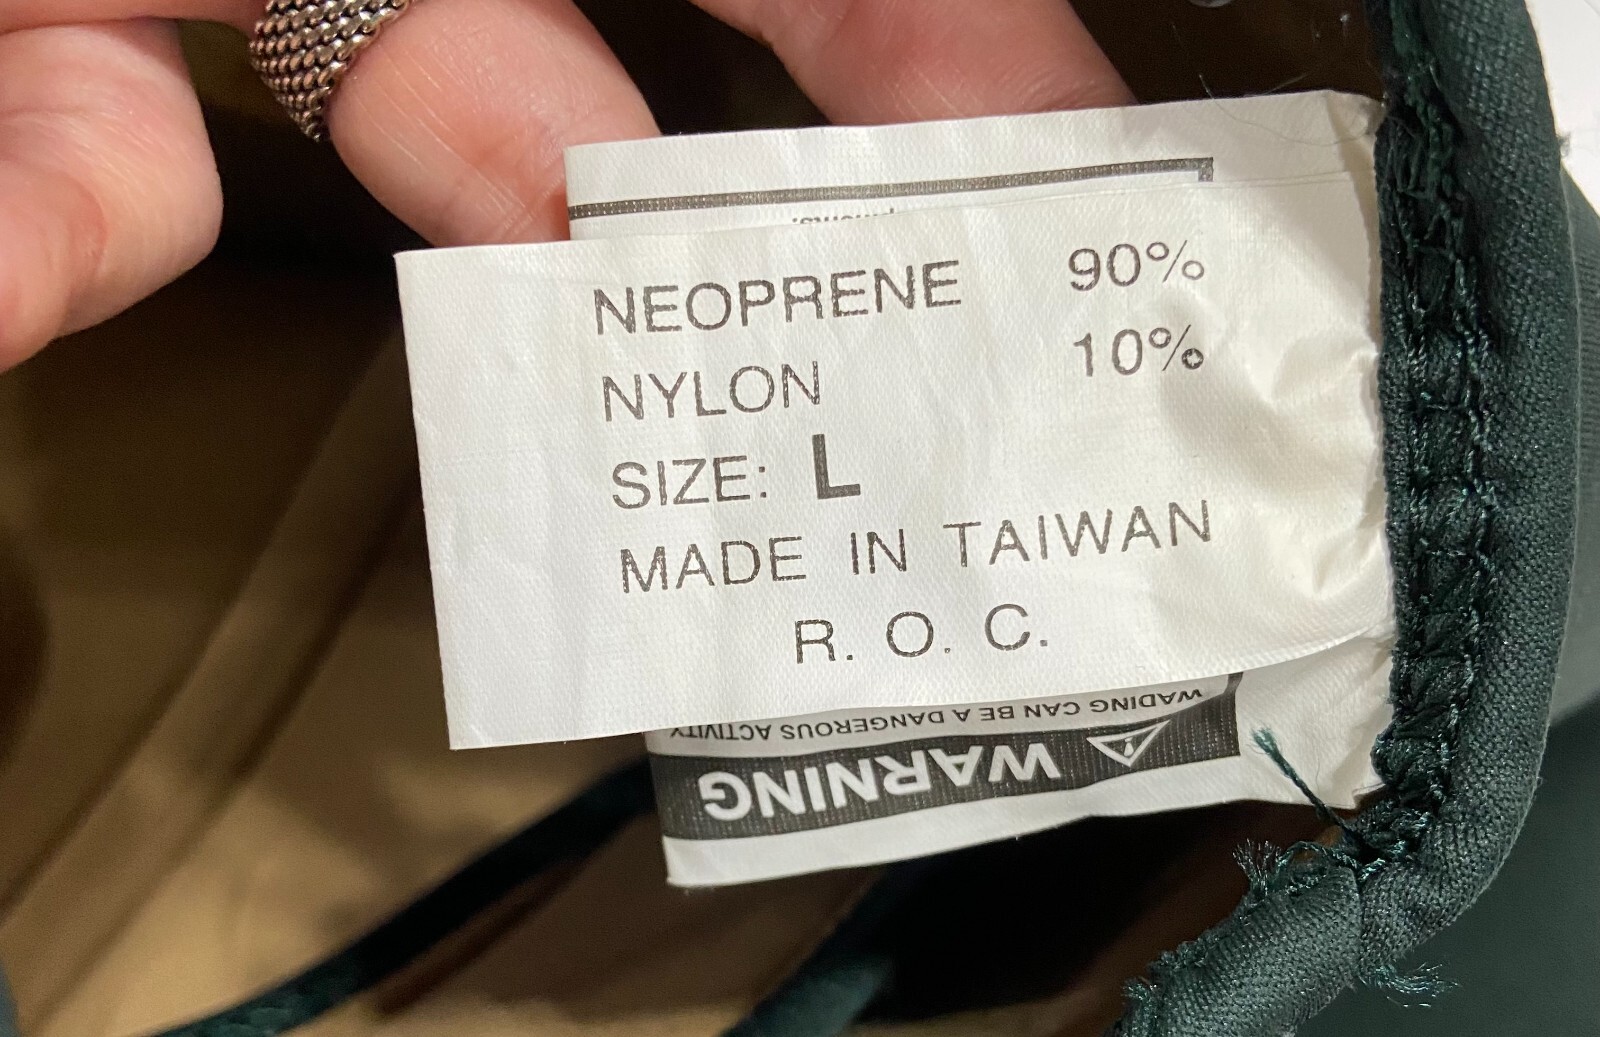 NEOPRENE 90%
NYLON 10%
SIZE: L
MADE IN TAIWAN
R. O. C.
WARNING
WADING CAN BE A DANGEROUS ACTIVITY